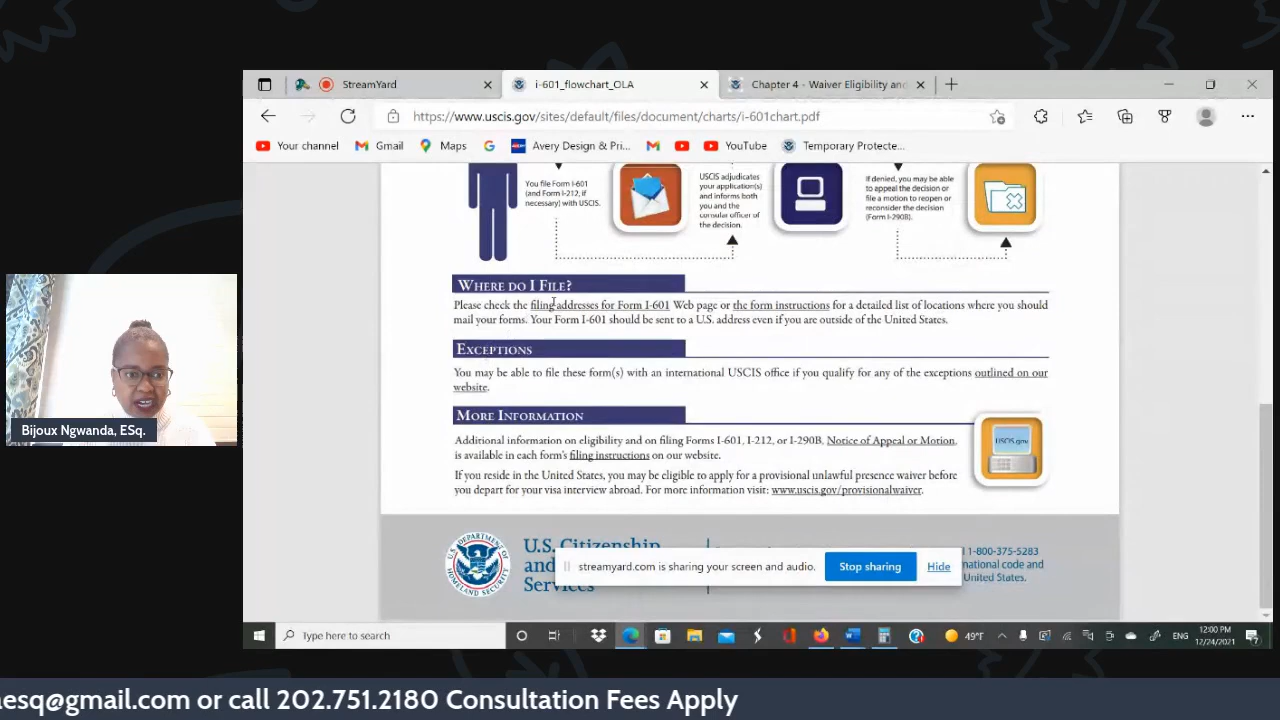 StreamYard
i-601_flowchart_OLA
Chapter 4 - Waiver Eligibility and
https://www.uscis.gov/sites/default/files/document/charts/i-601chart.pdf
Your channel
Gmail
Maps
Avery Design & Pri...
YouTube
Temporary Protecte...
You file Form I-601
(and Form I-212, if
necessary) with USCIS.
USCIS adjudicates
your application(s)
and informs both
you and the
consular officer of
the decision.
If denied, you may be able
to appeal the decision or
file a motion to reopen or
reconsider the decision
(Form I-290B).
WHERE DO I FILE?
Please check the filing addresses for Form I-601 Web page or the form instructions for a detailed list of locations where you should
mail your forms. Your Form I-601 should be sent to a U.S. address even if you are outside of the United States.
EXCEPTIONS
You may be able to file these form(s) with an international USCIS office if you qualify for any of the exceptions outlined on our
website.
MORE INFORMATION
Additional information on eligibility and on filing Forms I-601, I-212, or I-290B, Notice of Appeal or Motion,
is available in each form's filing instructions on our website.
If you reside in the United States, you may be eligible to apply for a provisional unlawful presence waiver before
you depart for your visa interview abroad. For more information visit: www.uscis.gov/provisionalwaiver.
USCIS.gov
U.S. Citizenship
and
Services
1-800-375-5283
national code and
United States.
streamyard.com is sharing your screen and audio.
Stop sharing
Hide
Bijoux Ngwanda, ESq.
Type here to search
49°F
ENG
12:00 PM
12/24/2021
aesq@gmail.com or call 202.751.2180 Consultation Fees Apply